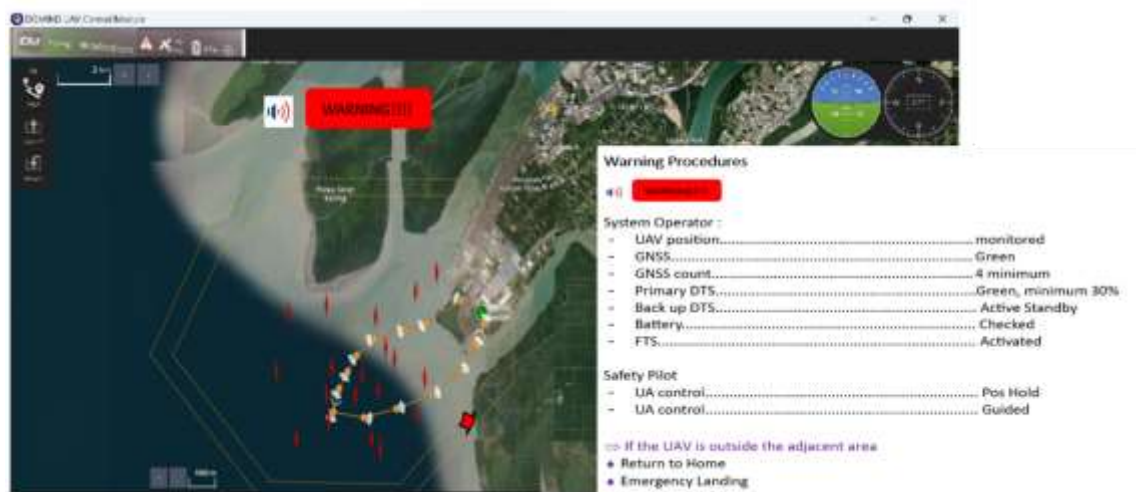 UAV Control
WARNING!!!!
Warning Procedures
System Operator :
- UAV position........................................................monitored
- GNSS........................................................Green
- GNSS count........................................................4 minimum
- Primary DTS........................................................Green, minimum 30%
- Back up DTS........................................................Active Standby
- Battery........................................................Checked
- FTS........................................................Activated
Safety Pilot
- UA control........................................................Pos Hold
- UA control........................................................Guided
⇨ If the UAV is outside the adjacent area
♦ Return to Home
♦ Emergency Landing